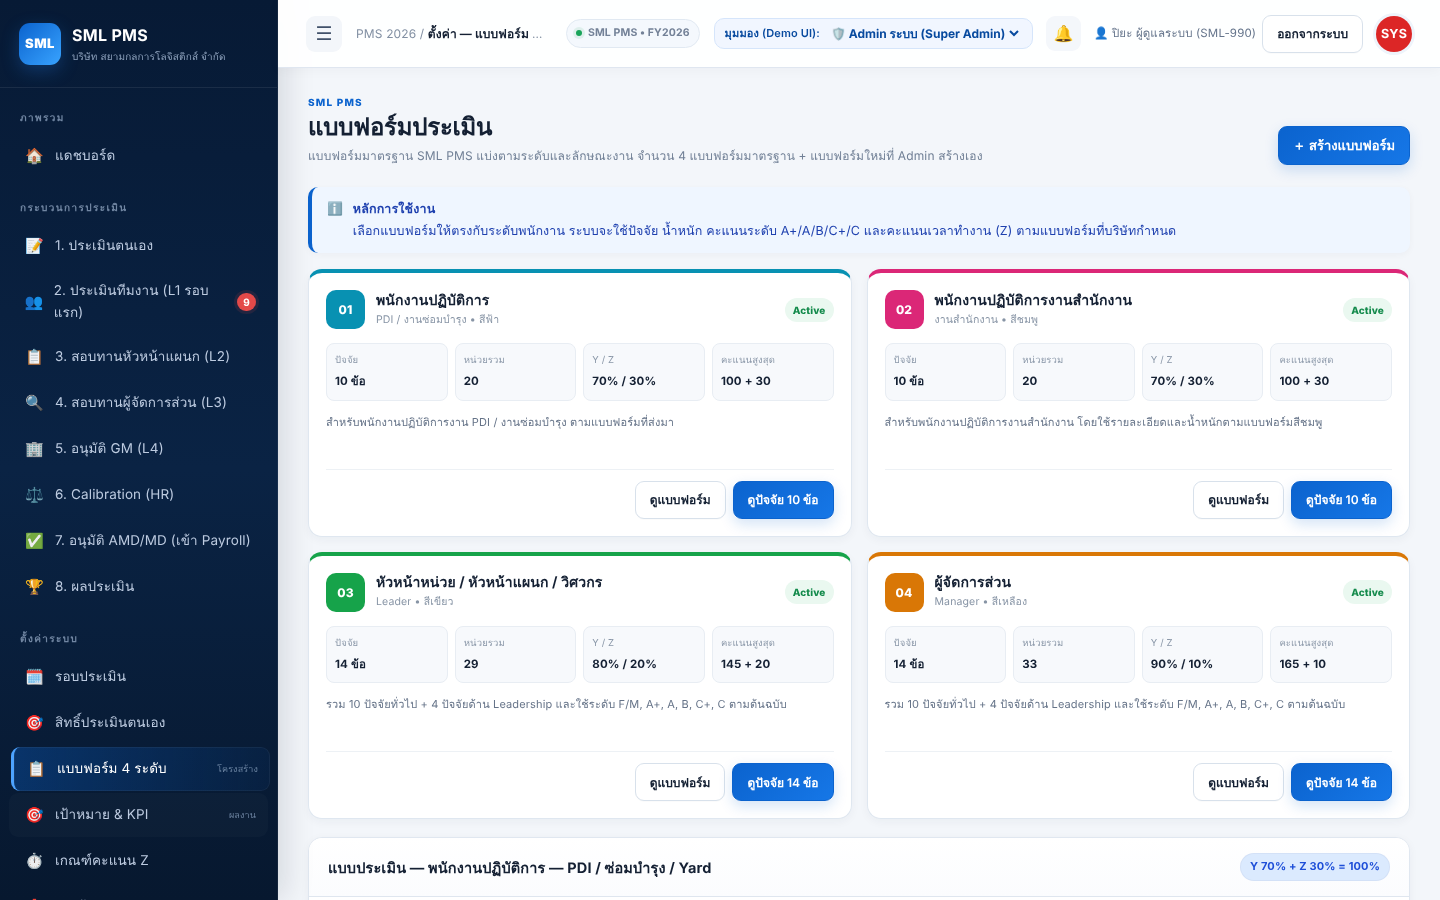 SML
SML PMS
บริษัท สยามกลการโลจิสติกส์ จำกัด
ภาพรวม
แดชบอร์ด
กระบวนการประเมิน
1. ประเมินตนเอง
2. ประเมินทีมงาน (L1 รอบ
แรก)
9
3. สอบทานหัวหน้าแผนก (L2)
4. สอบทานผู้จัดการส่วน (L3)
5. อนุมัติ GM (L4)
6. Calibration (HR)
7. อนุมัติ AMD/MD (เข้า Payroll)
8. ผลประเมิน
ตั้งค่าระบบ
รอบประเมิน
สิทธิ์ประเมินตนเอง
แบบฟอร์ม 4 ระดับ
โครงสร้าง
เป้าหมาย & KPI
ผลงาน
เกณฑ์คะแนน Z
PMS 2026 / ตั้งค่า — แบบฟอร์ม ...
SML PMS • FY2026
มุมมอง (Demo UI):
Admin ระบบ (Super Admin)
ปิยะ ผู้ดูแลระบบ (SML-990)
ออกจากระบบ
SYS
SML PMS
แบบฟอร์มประเมิน
แบบฟอร์มมาตรฐาน SML PMS แบ่งตามระดับและลักษณะงาน จำนวน 4 แบบฟอร์มมาตรฐาน + แบบฟอร์มใหม่ที่ Admin สร้างเอง
+ สร้างแบบฟอร์ม
หลักการใช้งาน
เลือกแบบฟอร์มให้ตรงกับระดับพนักงาน ระบบจะใช้ปัจจัย น้ำหนัก คะแนนระดับ A+/A/B/C+/C และคะแนนเวลาทำงาน (Z) ตามแบบฟอร์มที่บริษัทกำหนด
01
พนักงานปฏิบัติการ
PDI / งานซ่อมบำรุง • สีฟ้า
Active
ปัจจัย
หน่วยรวม
Y / Z
คะแนนสูงสุด
10 ข้อ
20
70% / 30%
100 + 30
สำหรับพนักงานปฏิบัติการงาน PDI / งานซ่อมบำรุง ตามแบบฟอร์มที่ส่งมา
ดูแบบฟอร์ม
ดูปัจจัย 10 ข้อ
02
พนักงานปฏิบัติการงานสำนักงาน
งานสำนักงาน • สีชมพู
Active
ปัจจัย
หน่วยรวม
Y / Z
คะแนนสูงสุด
10 ข้อ
20
70% / 30%
100 + 30
สำหรับพนักงานปฏิบัติการงานสำนักงาน โดยใช้รายละเอียดและน้ำหนักตามแบบฟอร์มสีชมพู
ดูแบบฟอร์ม
ดูปัจจัย 10 ข้อ
03
หัวหน้าหน่วย / หัวหน้าแผนก / วิศวกร
Leader • สีเขียว
Active
ปัจจัย
หน่วยรวม
Y / Z
คะแนนสูงสุด
14 ข้อ
29
80% / 20%
145 + 20
รวม 10 ปัจจัยทั่วไป + 4 ปัจจัยด้าน Leadership และใช้ระดับ F/M, A+, A, B, C+, C ตามต้นฉบับ
ดูแบบฟอร์ม
ดูปัจจัย 14 ข้อ
04
ผู้จัดการส่วน
Manager • สีเหลือง
Active
ปัจจัย
หน่วยรวม
Y / Z
คะแนนสูงสุด
14 ข้อ
33
90% / 10%
165 + 10
รวม 10 ปัจจัยทั่วไป + 4 ปัจจัยด้าน Leadership และใช้ระดับ F/M, A+, A, B, C+, C ตามต้นฉบับ
ดูแบบฟอร์ม
ดูปัจจัย 14 ข้อ
แบบประเมิน — พนักงานปฏิบัติการ — PDI / ซ่อมบำรุง / Yard
Y 70% + Z 30% = 100%